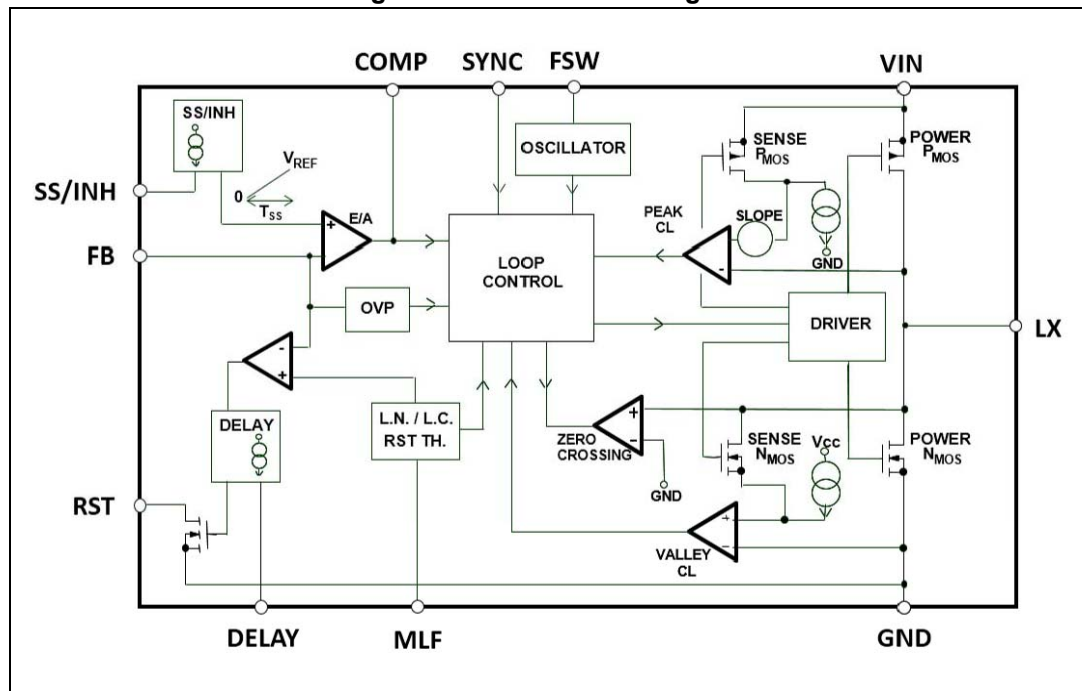 COMP SYNC FSW VIN
SS/INH
OSCILLATOR
SENSE
PMOS
POWER
PMOS
VREF
SS/INH
0
TSS
+
E/A
PEAK
CL
SLOPE
FB
LOOP
CONTROL
-
GND
OVP
DRIVER
LX
-
+
L.N. / L.C.
RST TH.
DELAY
+
-
ZERO
CROSSING
SENSE
NMOS
Vcc
POWER
NMOS
GND
RST
+
-
VALLEY
CL
DELAY MLF GND